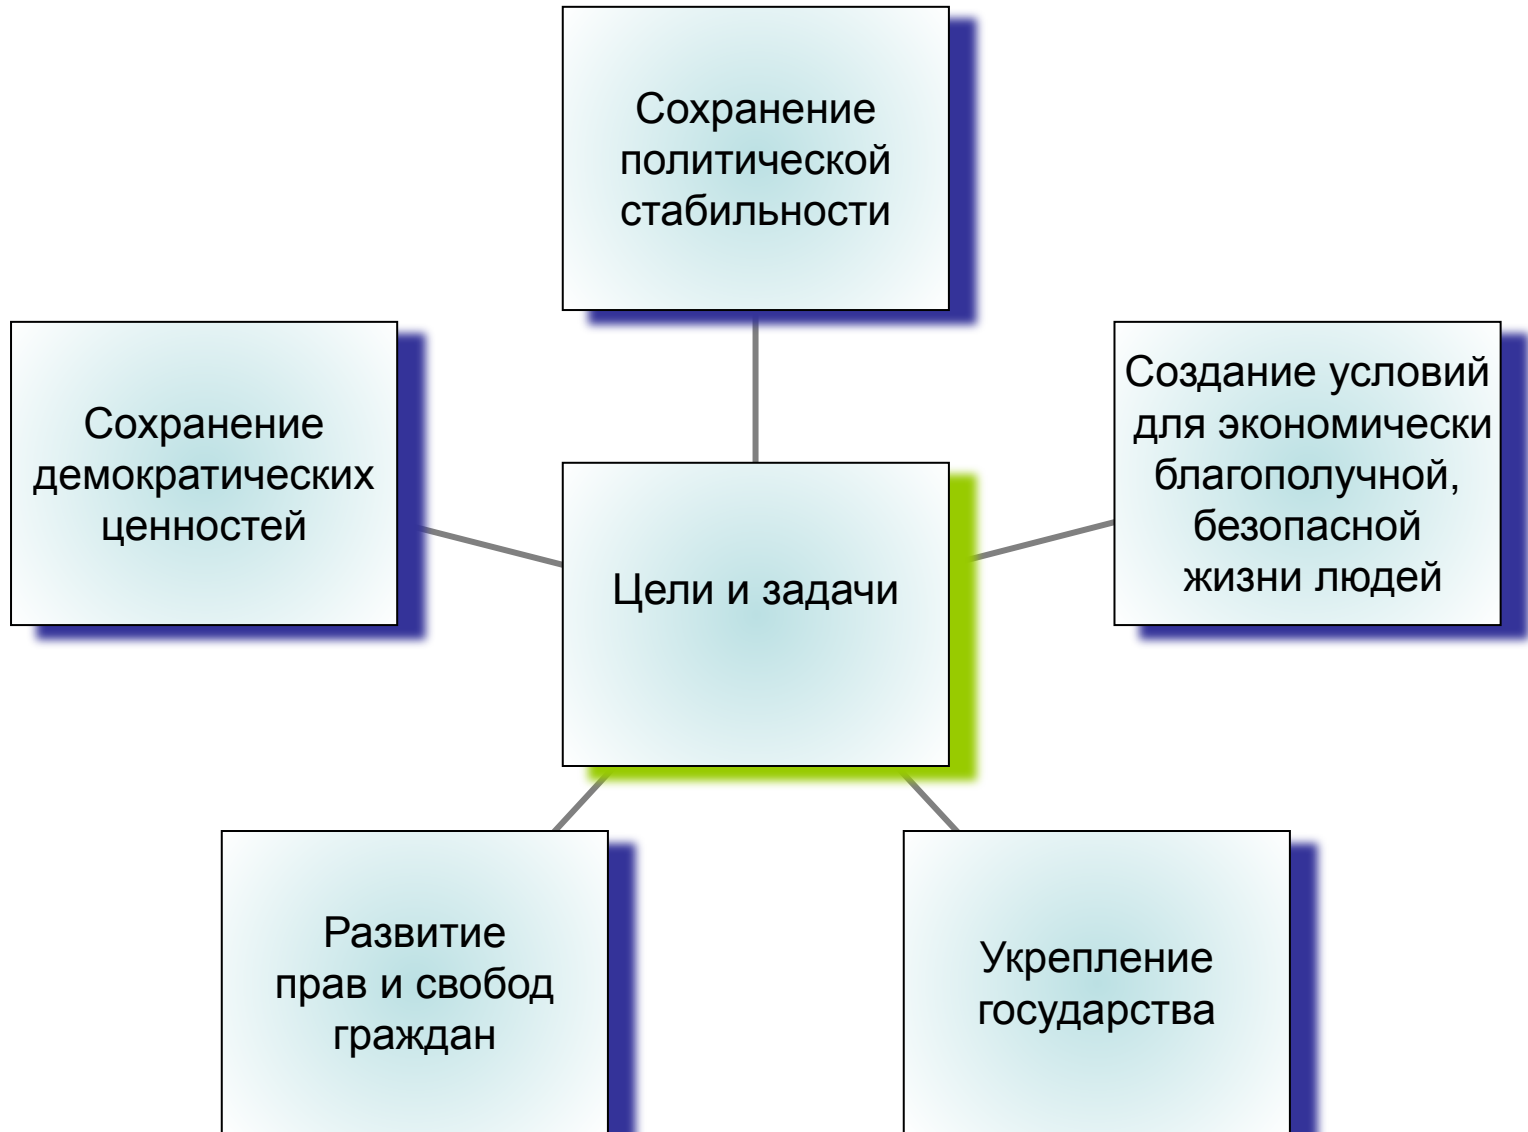 Сохранение
политической
стабильности
Сохранение
демократических
ценностей
Цели и задачи
Создание условий
для экономически
благополучной,
безопасной
жизни людей
Развитие
прав и свобод
граждан
Укрепление
государства